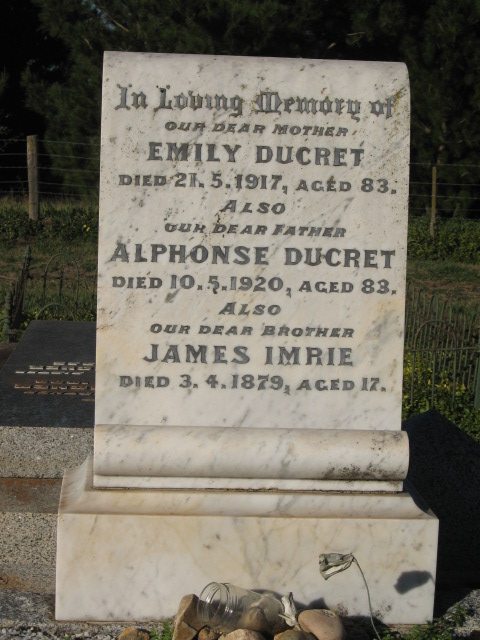 In Loving Memory of
OUR DEAR MOTHER
EMILY DUCRET
DIED 21.5.1917, AGED 83.
ALSO
OUR DEAR FATHER
ALPHONSE DUCRET
DIED 10.5.1920, AGED 83.
ALSO
OUR DEAR BROTHER
JAMES IMRIE
DIED 3.4.1879, AGED 17.